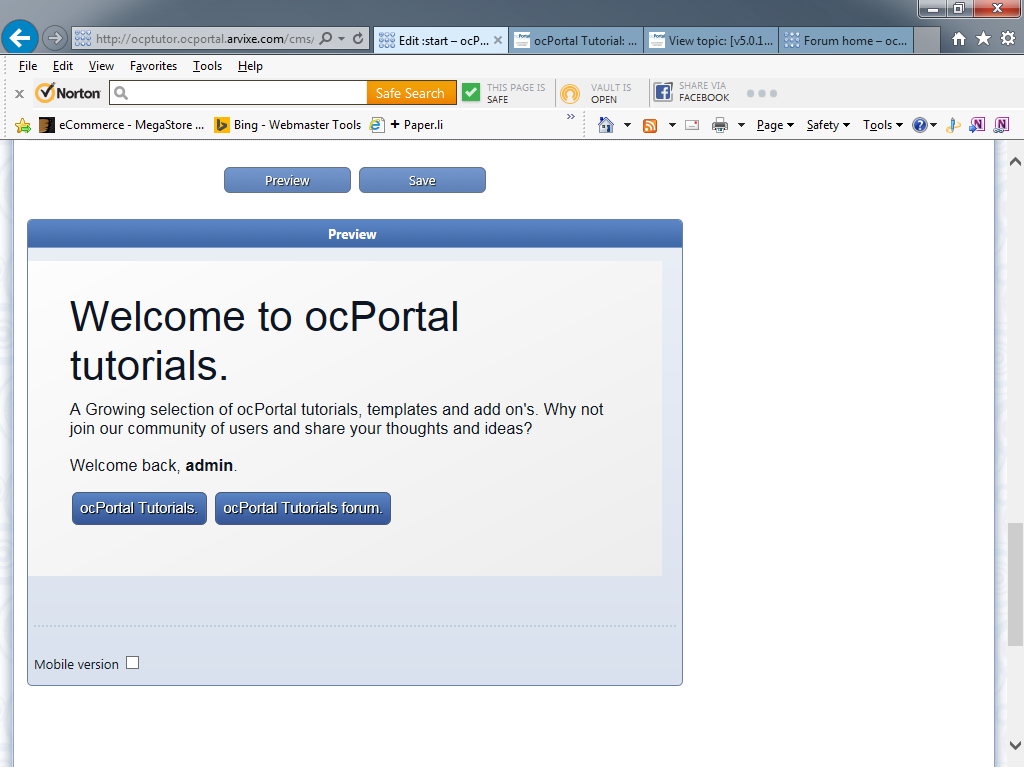 http://ocptutor.ocportal.arvixe.com/cms/
Edit :start – ocP...
ocPortal Tutorial: ...
View topic: [v5.0.1...
Forum home – oc...
File Edit View Favorites Tools Help
x Norton Safe Search THIS PAGE IS SAFE VAULT IS OPEN SHARE VIA FACEBOOK
eCommerce - MegaStore ... Bing - Webmaster Tools + Paper.li » Page Safety Tools
Preview Save
Preview
Welcome to ocPortal
tutorials.
A Growing selection of ocPortal tutorials, templates and add on's. Why not
join our community of users and share your thoughts and ideas?
Welcome back, admin.
ocPortal Tutorials. ocPortal Tutorials forum.
Mobile version